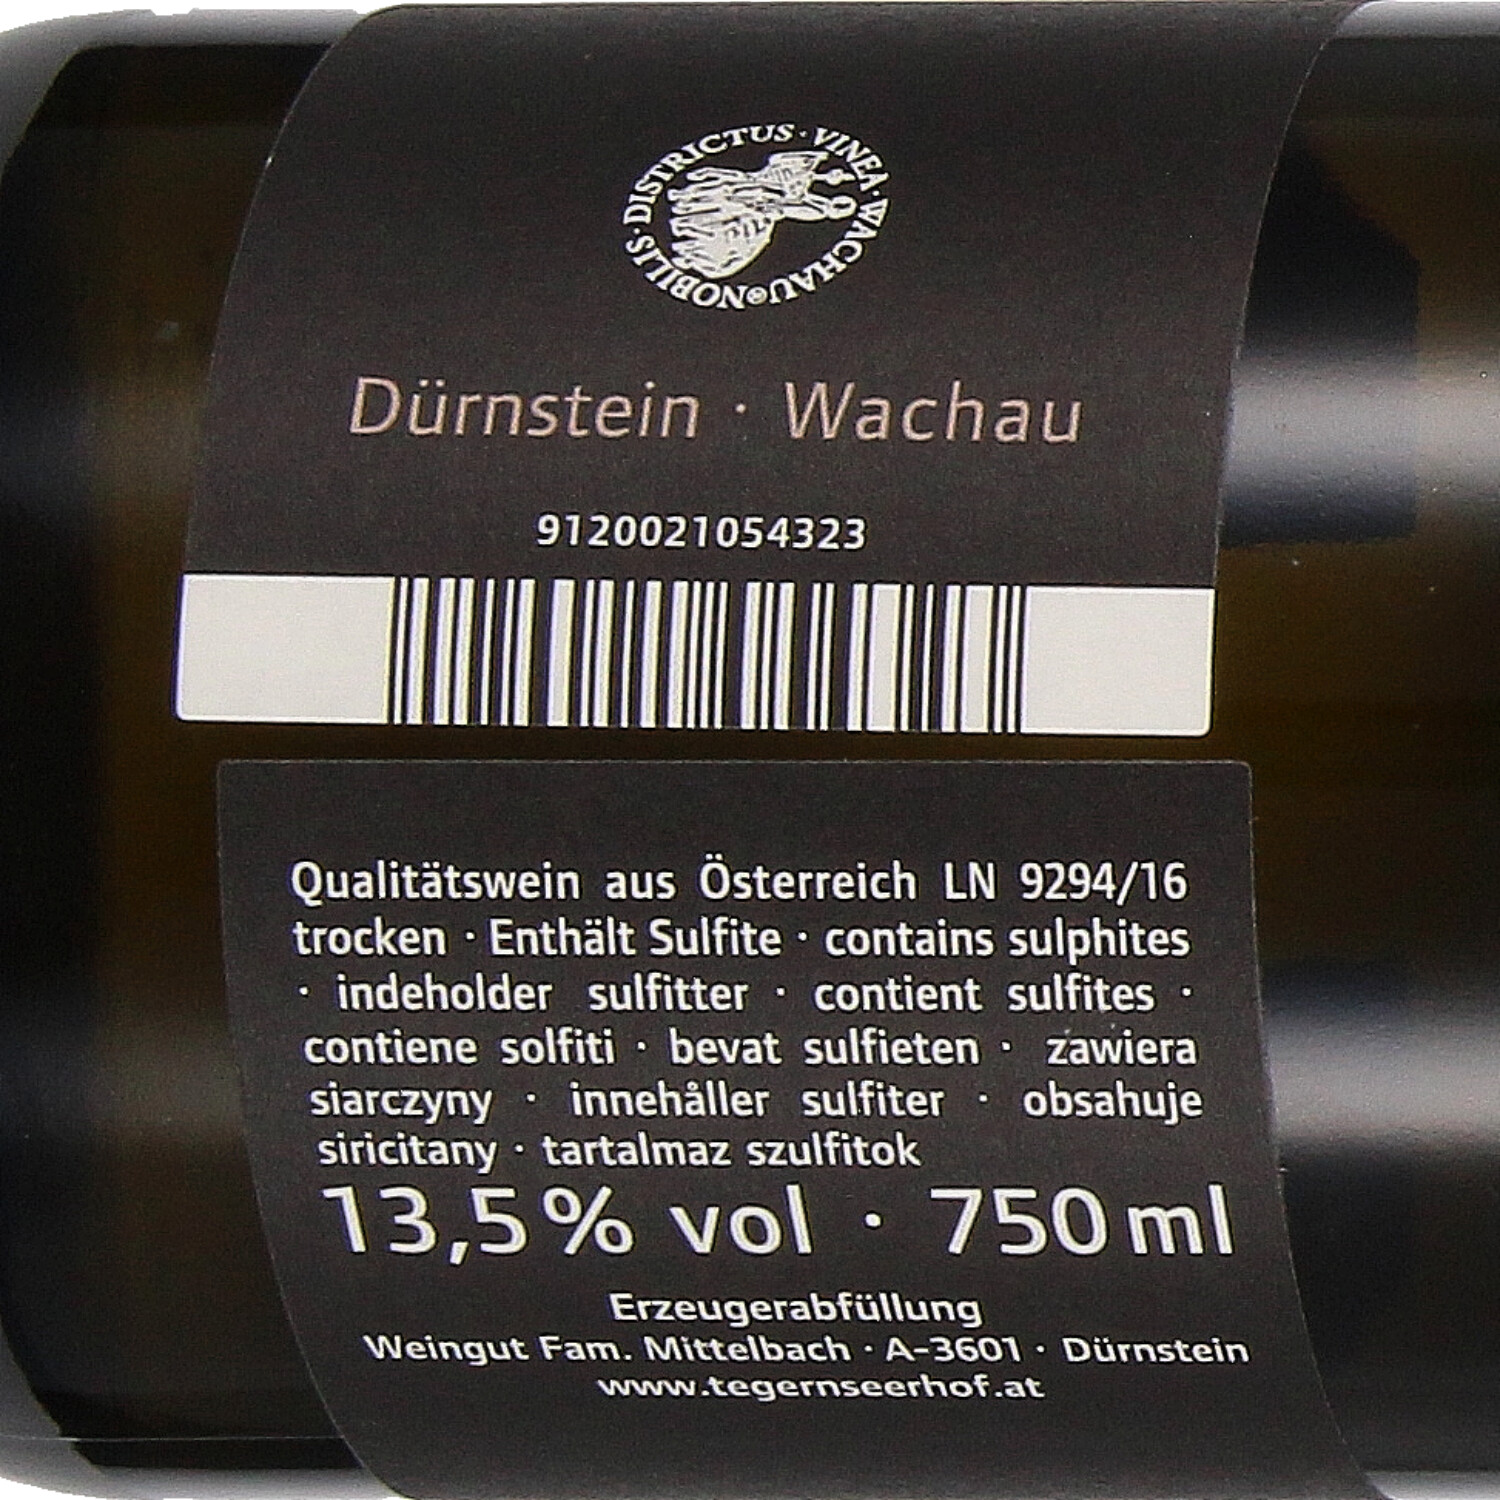 NOBILIS · DISTRICTUS · VINEA · WACHAU
Dürnstein · Wachau
9120021054323
Qualitätswein aus Österreich LN 9294/16
trocken · Enthält Sulfite · contains sulphites
· indeholder sulfitter · contient sulfites ·
contiene solfiti · bevat sulfieten · zawiera
siarczyny · innehåller sulfiter · obsahuje
siricitany · tartalmaz szulfitok
13,5% vol · 750 ml
Erzeugerabfüllung
Weingut Fam. Mittelbach · A-3601 · Dürnstein
www.tegernseerhof.at